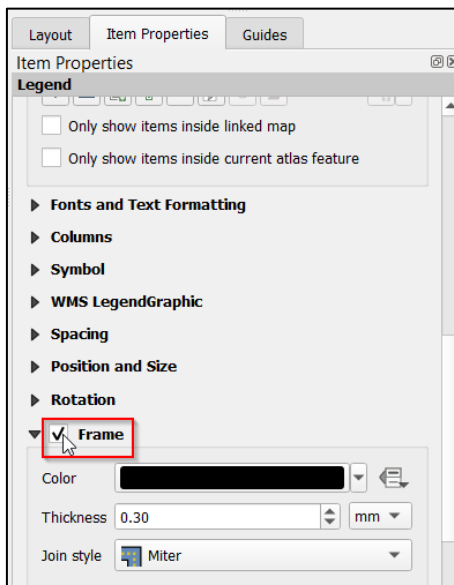 Layout Item Properties Guides
Item Properties
Legend
Only show items inside linked map
Only show items inside current atlas feature
Fonts and Text Formatting
Columns
Symbol
WMS LegendGraphic
Spacing
Position and Size
Rotation
Frame
Color
Thickness 0.30 mm
Join style Miter